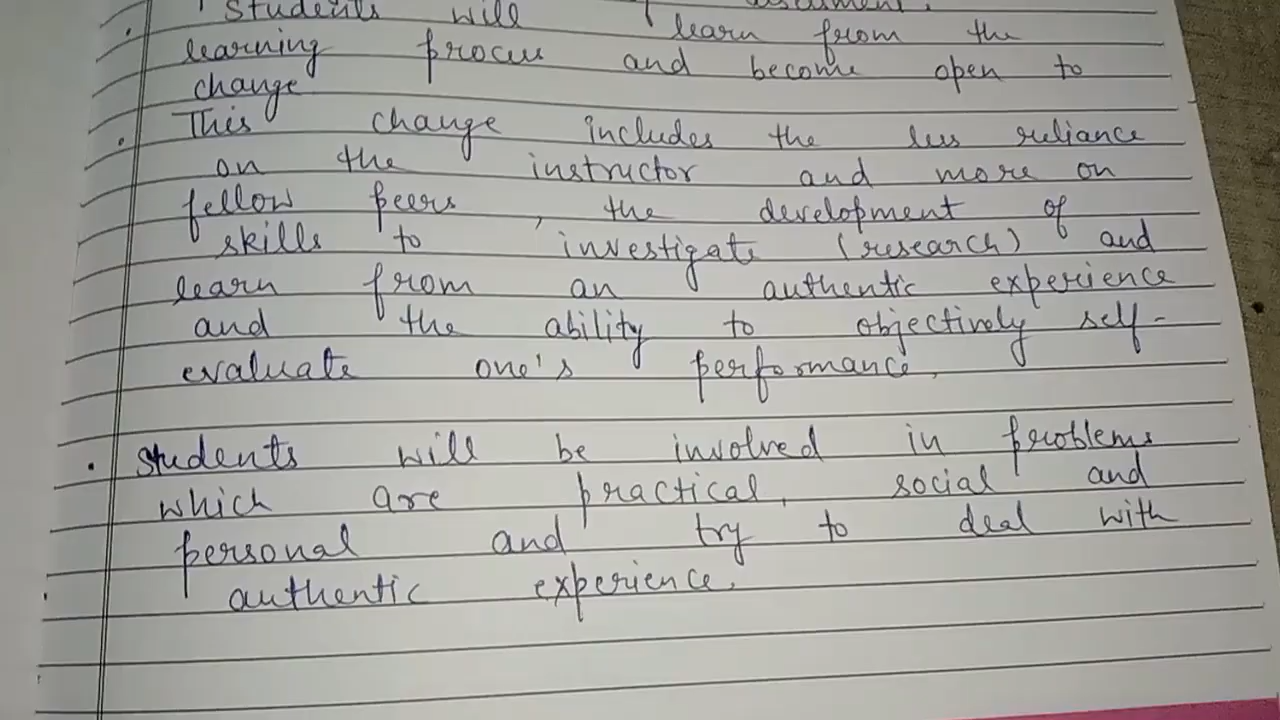 Students will learn from the
learning process and become open to
change
This change includes the less reliance
on the instructor and more on
fellow peers, the development of
skills to investigate (research) and
learn from an authentic experience
and the ability to objectively self-
evaluate one's performance.
• Students will be involved in problems
which are practical, social and
personal and try to deal with
authentic experience.